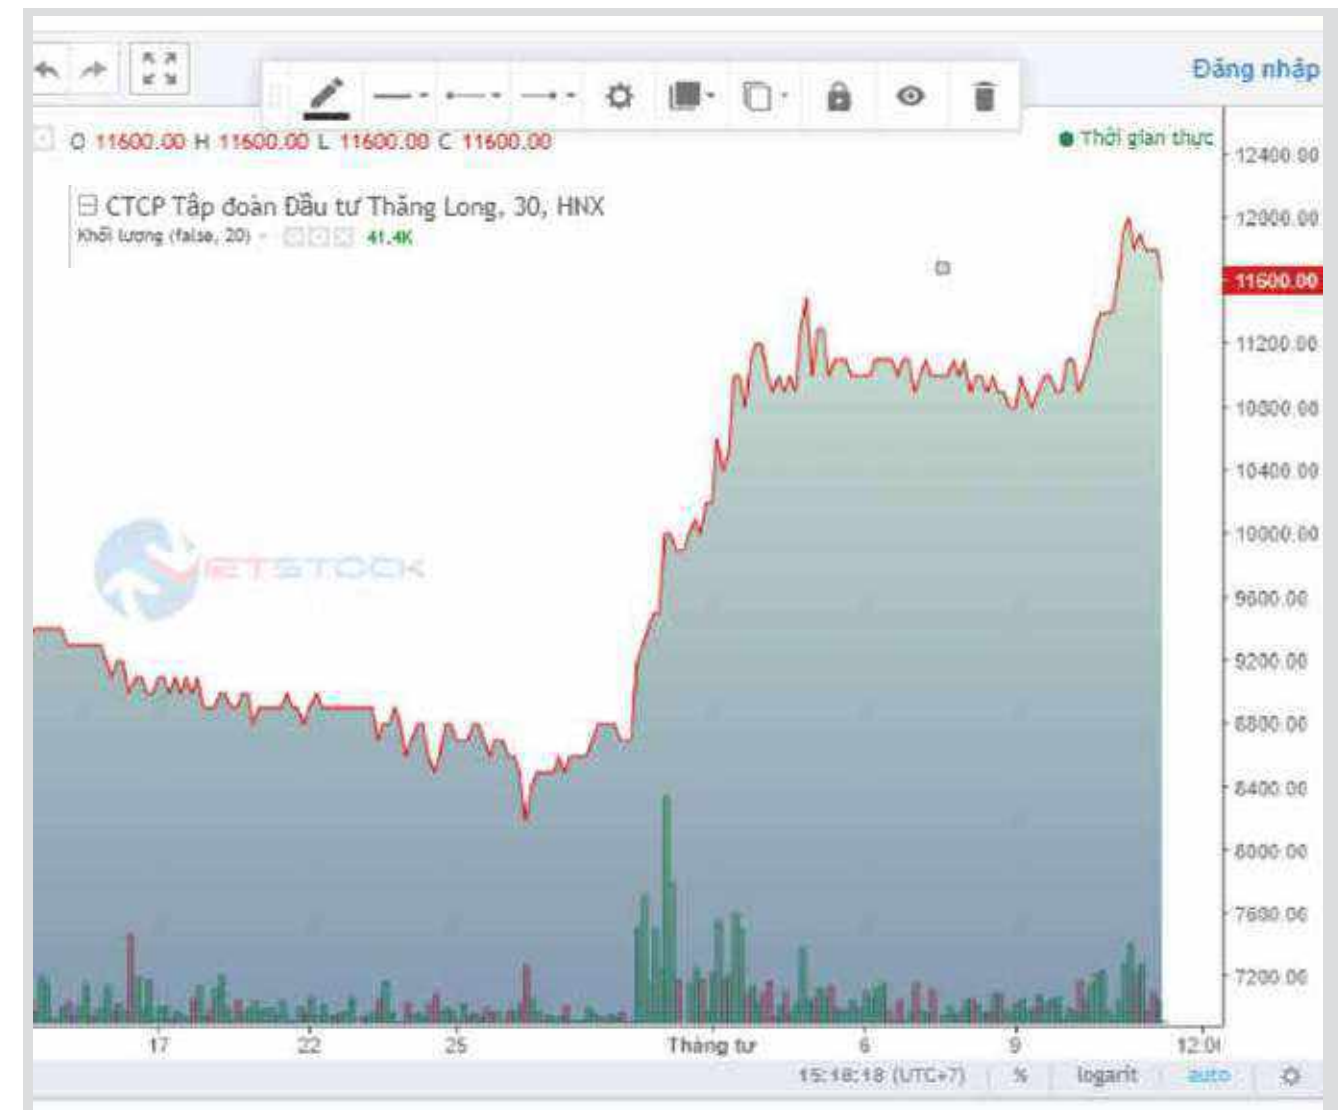 Đăng nhập
O 11600.00 H 11600.00 L 11600.00 C 11600.00
Thời gian thực
CTCP Tập đoàn Đầu tư Thăng Long, 30, HNX
Khối lượng (false, 20)
41.4K
12400.00
12000.00
11600.00
11200.00
10800.00
10400.00
10000.00
9600.00
9200.00
8800.00
8400.00
8000.00
7600.00
7200.00
IETSTOCK
17 22 25 Tháng tư 6 9 12:0
15:18:18 (UTC+7) % logarit auto